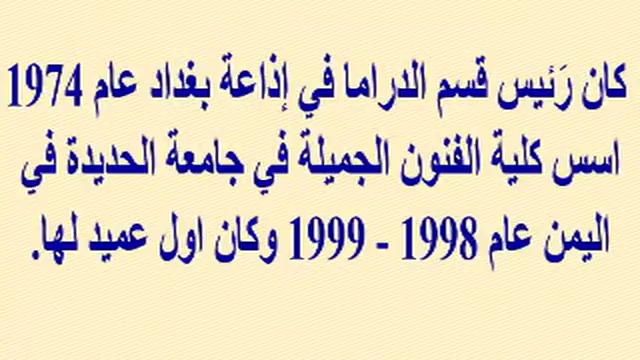 كان رَئيس قسم الدراما في إذاعة بغداد عام 1974
اسس كلية الفنون الجميلة في جامعة الحديدة في
اليمن عام 1998 - 1999 وكان اول عميد لها.